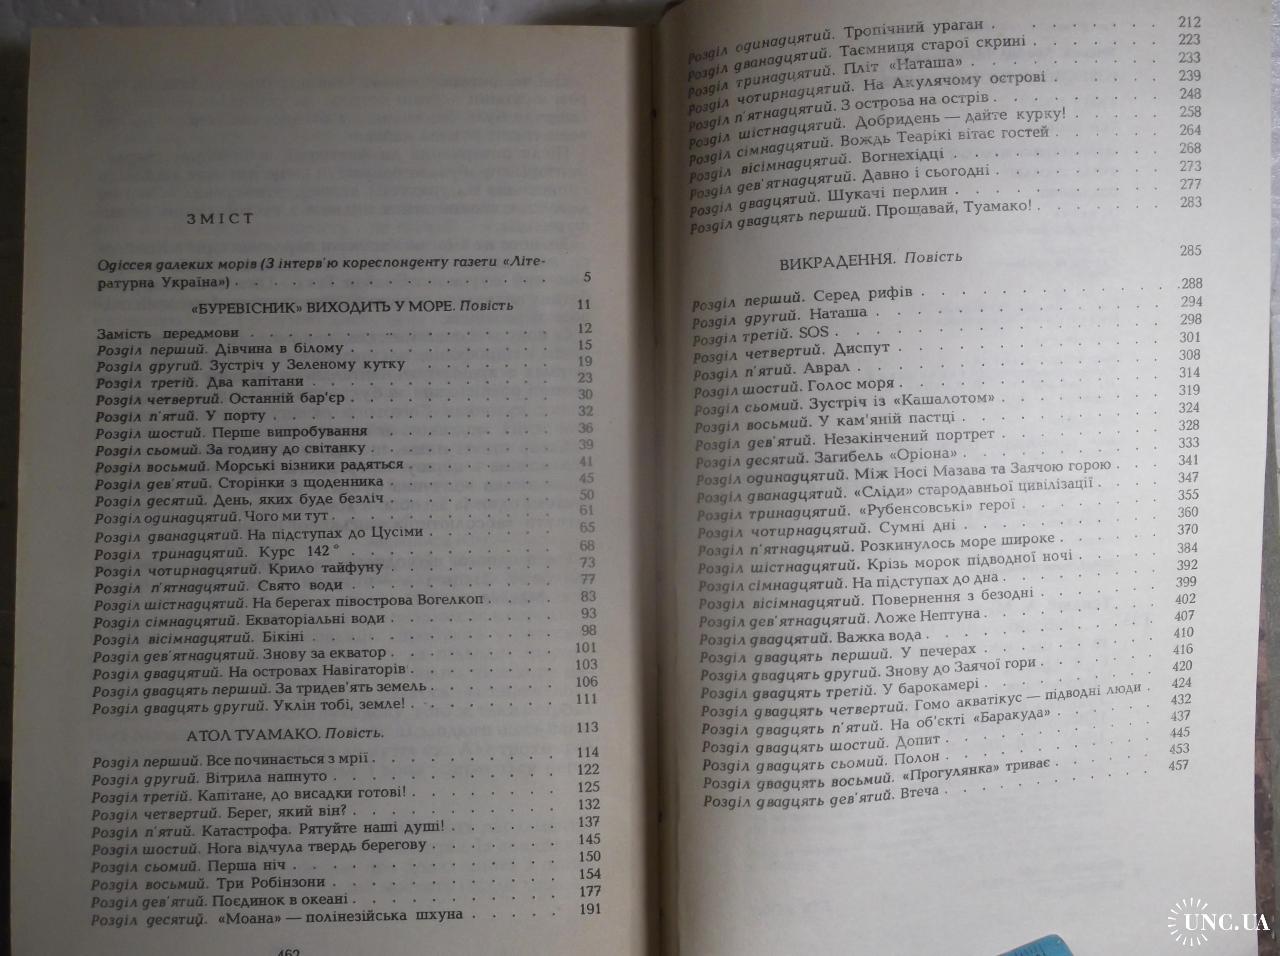 ЗМІСТ
Одіссея далеких морів (З інтерв'ю кореспонденту газети «Літе-
ратурна Україна») . . . 5
«БУРЕВІСНИК» ВИХОДИТЬ У МОРЕ. Повість 11
Замість передмови . . . 12
Розділ перший. Дівчина в білому . . . 15
Розділ другий. Зустріч у Зеленому кутку . . . 19
Розділ третій. Два капітани . . . 23
Розділ четвертий. Останній бар'єр . . . 30
Розділ п'ятий. У порту . . . 32
Розділ шостий. Перше випробування . . . 36
Розділ сьомий. За годину до світанку . . . 39
Розділ восьмий. Морські візники радяться . . . 41
Розділ дев'ятий. Сторінки з щоденника . . . 45
Розділ десятий. День, яких буде безліч . . . 50
Розділ одинадцятий. Чого ми тут . . . 61
Розділ дванадцятий. На підступах до Цусіми . . . 65
Розділ тринадцятий. Курс 142° . . . 68
Розділ чотирнадцятий. Крило тайфуну . . . 73
Розділ п'ятнадцятий. Свято води . . . 77
Розділ шістнадцятий. На берегах півострова Вогелкоп . . . 83
Розділ сімнадцятий. Екваторіальні води . . . 93
Розділ вісімнадцятий. Бікіні . . . 98
Розділ дев'ятнадцятий. Знову за екватор . . . 101
Розділ двадцятий. На островах Навігаторів . . . 103
Розділ двадцять перший. За тридев'ять земель . . . 106
Розділ двадцять другий. Уклін тобі, земле! . . . 111
АТОЛ ТУАМАКО. Повість. 113
Розділ перший. Все починається з мрії . . . 114
Розділ другий. Вітрила напнуто . . . 122
Розділ третій. Капітане, до висадки готові! . . . 125
Розділ четвертий. Берег, який він? . . . 132
Розділ п'ятий. Катастрофа. Рятуйте наші душі! . . . 137
Розділ шостий. Нога відчула твердь берегову . . . 145
Розділ сьомий. Перша ніч . . . 150
Розділ восьмий. Три Робінзони . . . 154
Розділ дев'ятий. Поєдинок в океані . . . 177
Розділ десятий. «Моана» — полінезійська шхуна . . . 191
462
Розділ одинадцятий. Тропічний ураган . . . 212
Розділ дванадцятий. Таємниця старої скрині . . . 223
Розділ тринадцятий. Пліт «Наташа» . . . 233
Розділ чотирнадцятий. На Акулячому острові . . . 239
Розділ п'ятнадцятий. З острова на острів . . . 248
Розділ шістнадцятий. Добридень — дайте курку! . . . 258
Розділ сімнадцятий. Вождь Теарікі вітає гостей . . . 264
Розділ вісімнадцятий. Вогнехідці . . . 268
Розділ дев'ятнадцятий. Давно і сьогодні . . . 273
Розділ двадцятий. Шукачі перлин . . . 277
Розділ двадцять перший. Прощавай, Туамако! . . . 283
ВИКРАДЕННЯ. Повість 285
Розділ перший. Серед рифів . . . 288
Розділ другий. Наташа . . . 294
Розділ третій. SOS . . . 298
Розділ четвертий. Диспут . . . 301
Розділ п'ятий. Аврал . . . 308
Розділ шостий. Голос моря . . . 314
Розділ сьомий. Зустріч із «Кашалотом» . . . 319
Розділ восьмий. У кам'яній пастці . . . 324
Розділ дев'ятий. Незакінчений портрет . . . 328
Розділ десятий. Загибель «Оріона» . . . 333
Розділ одинадцятий. Між Носі Мазава та Заячою горою . . . 341
Розділ дванадцятий. «Сліди» стародавньої цивілізації . . . 347
Розділ тринадцятий. «Рубенсовські» герої . . . 355
Розділ чотирнадцятий. Сумні дні . . . 360
Розділ п'ятнадцятий. Розкинулось море широке . . . 370
Розділ шістнадцятий. Крізь морок підводної ночі . . . 384
Розділ сімнадцятий. На підступах до дна . . . 392
Розділ вісімнадцятий. Повернення з безодні . . . 399
Розділ дев'ятнадцятий. Ложе Нептуна . . . 402
Розділ двадцятий. Важка вода . . . 407
Розділ двадцять перший. У печерах . . . 410
Розділ двадцять другий. Знову до Заячої гори . . . 416
Розділ двадцять третій. У барокамері . . . 420
Розділ двадцять четвертий. Гомо акватікус — підводні люди . 424
Розділ двадцять п'ятий. На об'єкті «Баракуда» . . . 432
Розділ двадцять шостий. Допит . . . 437
Розділ двадцять сьомий. Полон . . . 445
Розділ двадцять восьмий. «Прогулянка» триває . . . 453
Розділ двадцять дев'ятий. Втеча . . . 457
UNC.UA